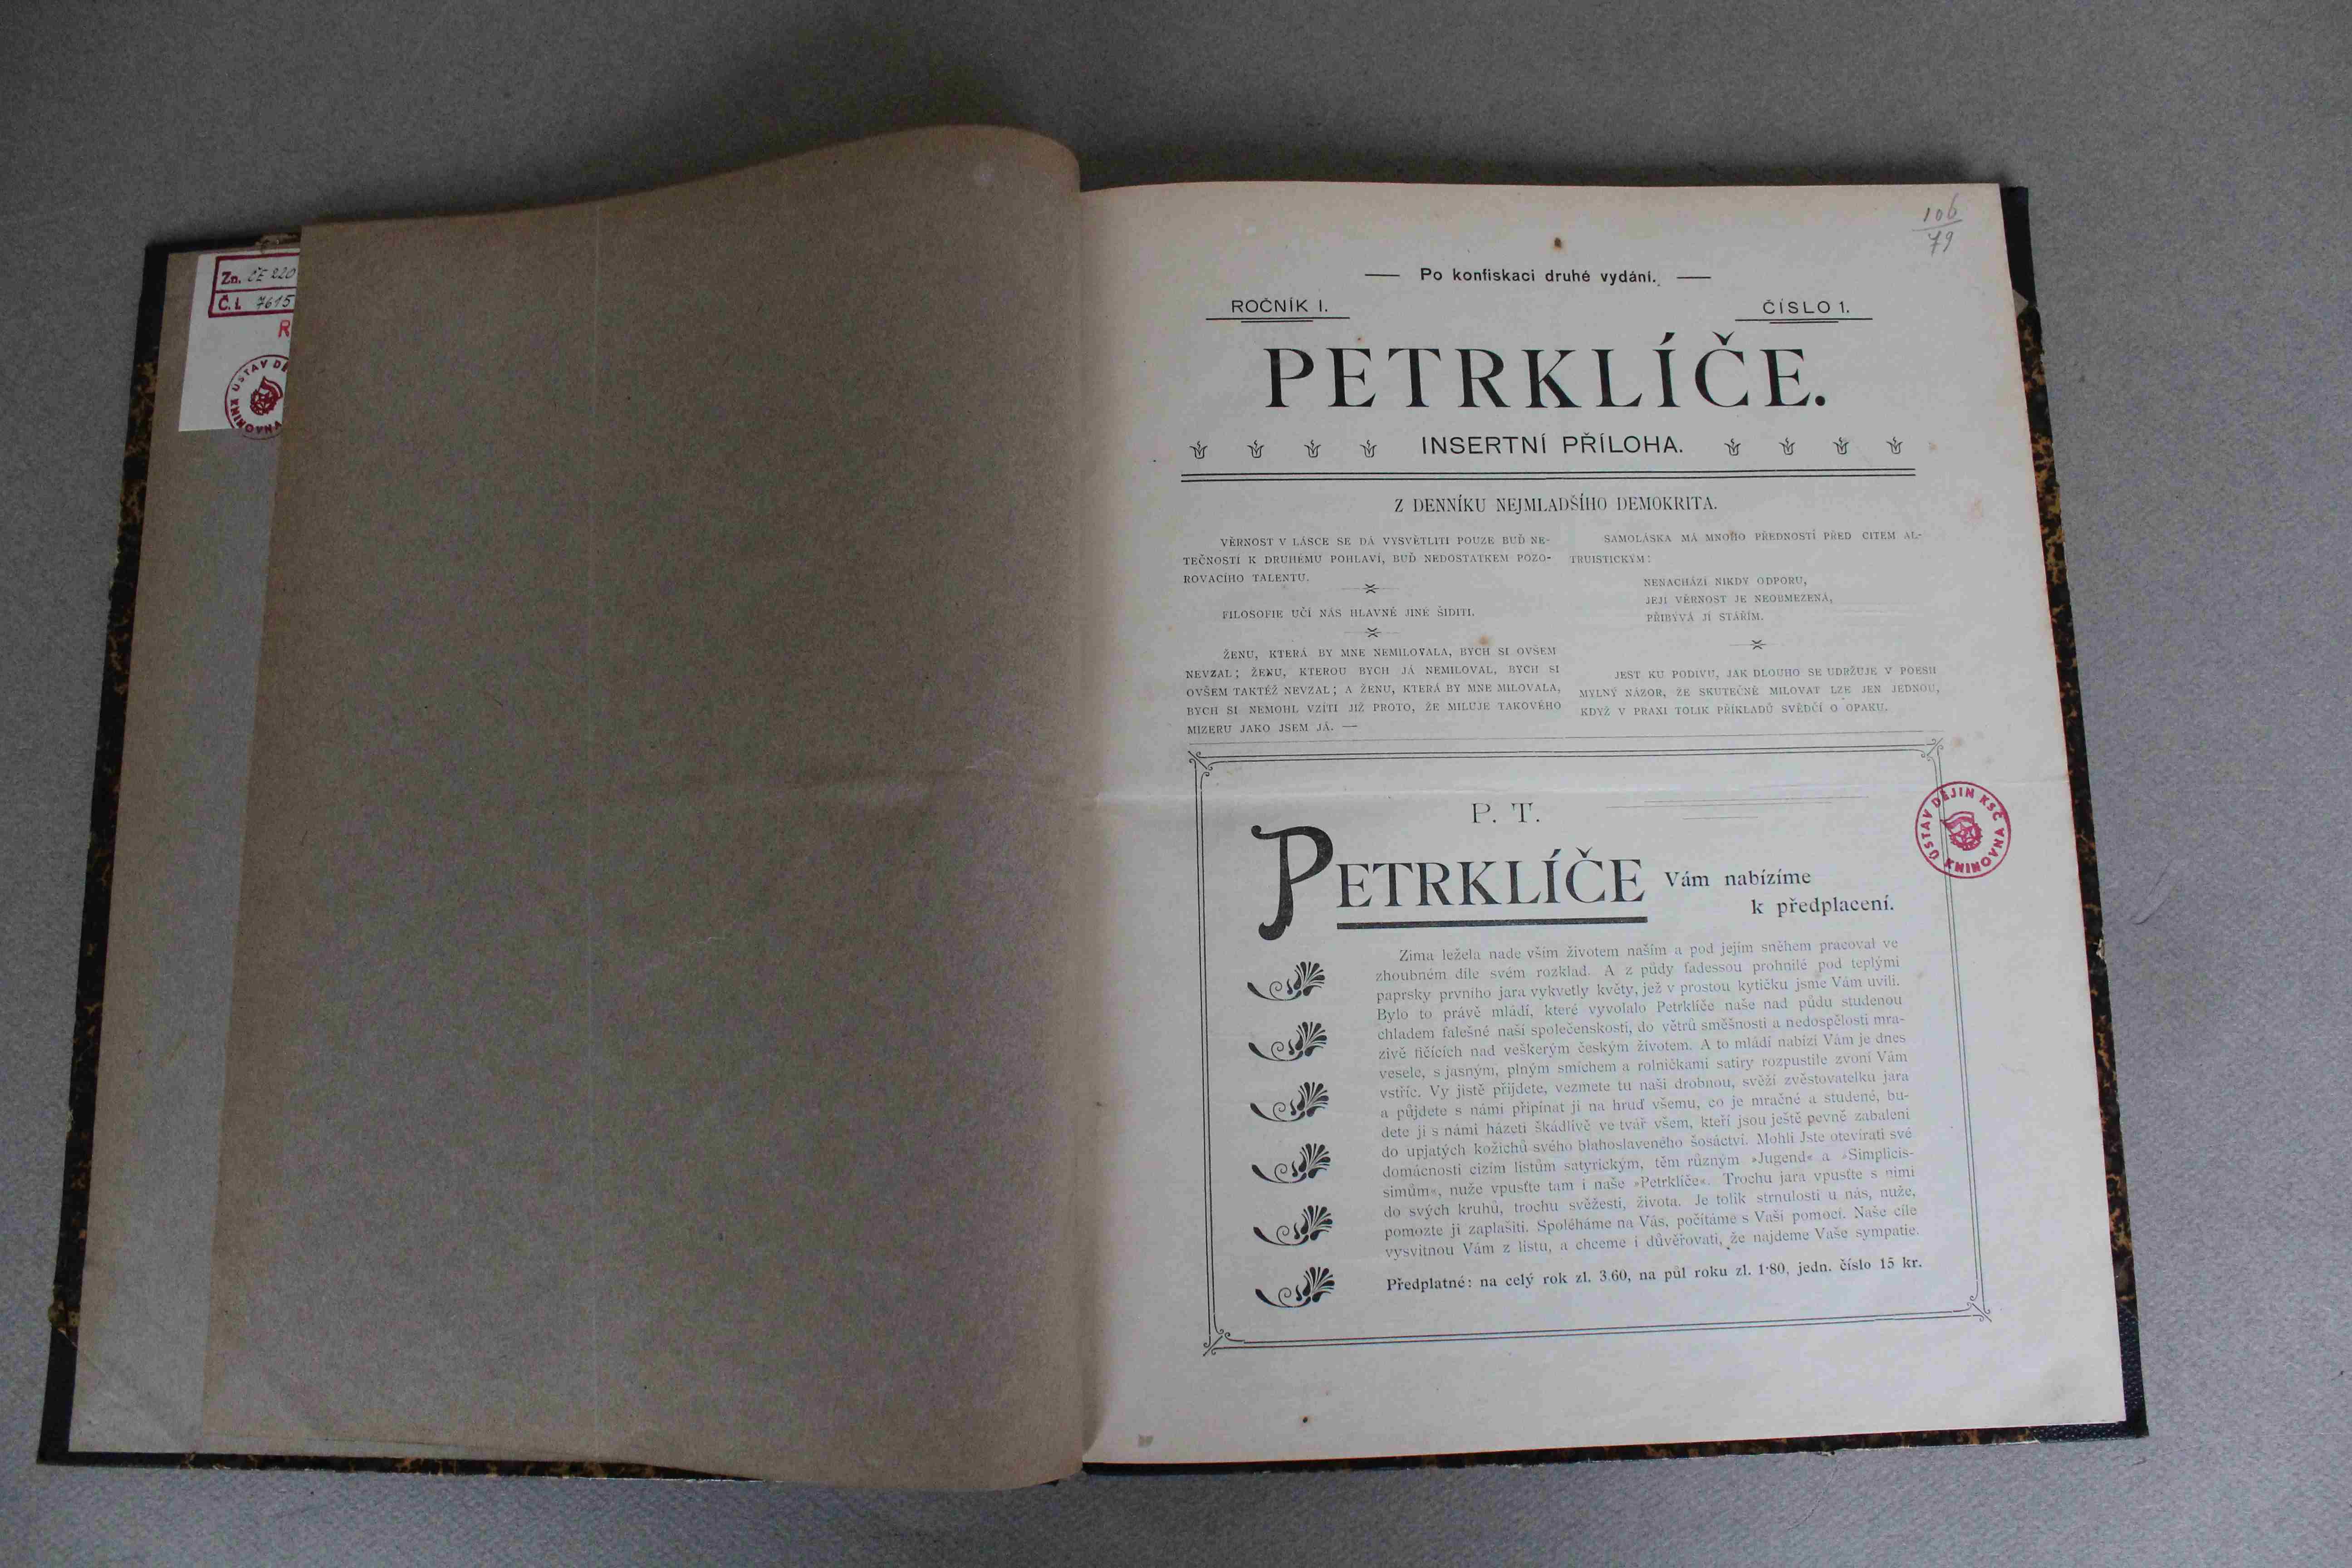 Zn. ČE 220
Č. i. 7615
R
ÚSTAV DĚ
KNIHOVNA
106
79
Po konfiskaci druhé vydání.
ROČNÍK I.
ČÍSLO 1.
PETRKLÍČE.
INSERTNÍ PŘÍLOHA.
Z DENNÍKU NEJMLADŠÍHO DEMOKRITA.
VĚRNOST V LÁSCE SE DÁ VYSVĚTLITI POUZE BUĎ NE-
TEČNOSTÍ K DRUHÉMU POHLAVÍ, BUĎ NEDOSTATKEM POZO-
ROVACÍHO TALENTU.
FILOSOFIE UČÍ NÁS HLAVNĚ JINÉ ŠIDITI.
ŽENU, KTERÁ BY MNE NEMILOVALA, BYCH SI OVŠEM
NEVZAL; ŽENU, KTEROU BYCH JÁ NEMILOVAL, BYCH SI
OVŠEM TAKTÉŽ NEVZAL; A ŽENU, KTERÁ BY MNE MILOVALA,
BYCH SI NEMOHL VZÍTI JIŽ PROTO, ŽE MILUJE TAKOVÉHO
MIZERU JAKO JSEM JÁ. —
SAMOLÁSKA MÁ MNOHO PŘEDNOSTÍ PŘED CITEM AL-
TRUISTICKÝM:
NENACHÁZÍ NIKDY ODPORU,
JEJÍ VĚRNOST JE NEOBMEZENÁ,
PŘIBÝVÁ JÍ STÁŘÍM.
JEST KU PODIVU, JAK DLOUHO SE UDRŽUJE V POESII
MYLNÝ NÁZOR, ŽE SKUTEČNĚ MILOVAT LZE JEN JEDNOU,
KDYŽ V PRAXI TOLIK PŘÍKLADŮ SVĚDČÍ O OPAKU.
P. T.
PETRKLÍČE Vám nabízíme
k předplacení.
ÚSTAV DĚJIN KSČ
KNIHOVNA
Zima ležela nade vším životem naším a pod jejím sněhem pracoval ve
zhoubném díle svém rozklad. A z půdy fadessou prohnilé pod teplými
paprsky prvního jara vykvetly květy, jež v prostou kytičku jsme Vám uvili.
Bylo to právě mládí, které vyvolalo Petrklíče naše nad půdu studenou
chladem falešné naší společenskosti, do větrů směšnosti a nedospělosti mra-
zivě fičících nad veškerým českým životem. A to mládí nabízí Vám je dnes
vesele, s jasným, plným smíchem a rolničkami satiry rozpustile zvoní Vám
vstříc. Vy jistě přijdete, vezmete tu naši drobnou, svěží zvěstovatelku jara
a půjdete s námi připínat ji na hruď všemu, co je mračné a studené, bu-
dete ji s námi házeti škádlivě ve tvář všem, kteří jsou ještě pevně zabaleni
do upjatých kožichů svého blahoslaveného šosáctví. Mohli Jste otevírati své
domácnosti cizím listům satyrickým, těm různým »Jugend« a »Simplicis-
simům«, nuže vpusťte tam i naše »Petrklíče«. Trochu jara vpusťte s nimi
do svých kruhů, trochu svěžesti, života. Je tolik strnulosti u nás, nuže,
pomozte ji zaplašiti. Spoléháme na Vás, počítáme s Vaší pomocí. Naše cíle
vysvitnou Vám z listu, a chceme i důvěřovati, že najdeme Vaše sympatie.
Předplatné: na celý rok zl. 3.60, na půl roku zl. 1·80, jedn. číslo 15 kr.